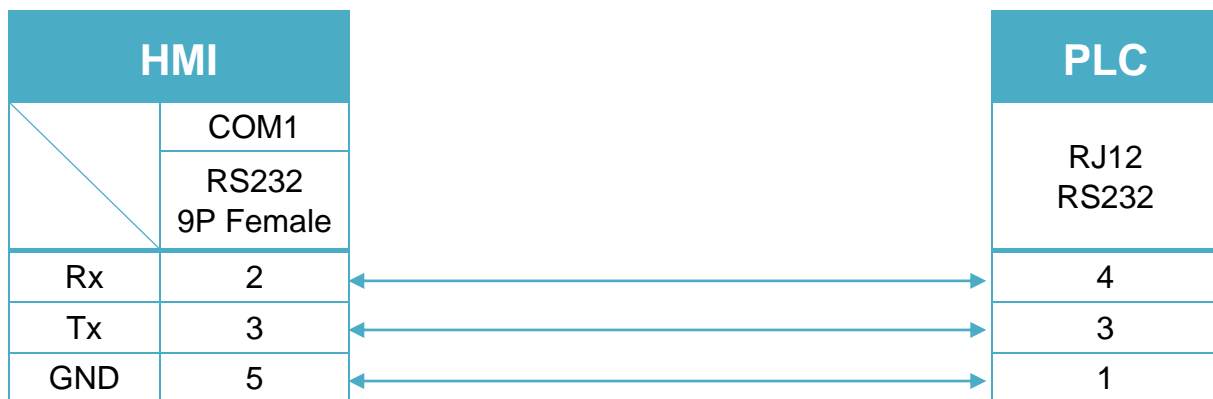 HMI
PLC
COM1
RS232
9P Female
RJ12
RS232
Rx 2 4
Tx 3 3
GND 5 1